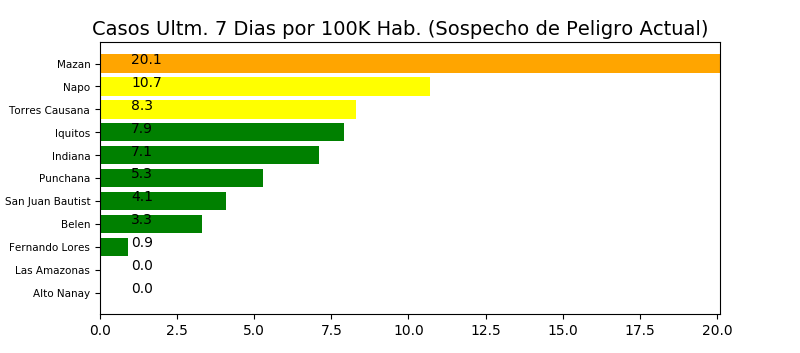 Casos Ultm. 7 Dias por 100K Hab. (Sospecho de Peligro Actual)
Mazan 20.1
Napo 10.7
Torres Causana 8.3
Iquitos 7.9
Indiana 7.1
Punchana 5.3
San Juan Bautist 4.1
Belen 3.3
Fernando Lores 0.9
Las Amazonas 0.0
Alto Nanay 0.0
0.0 2.5 5.0 7.5 10.0 12.5 15.0 17.5 20.0